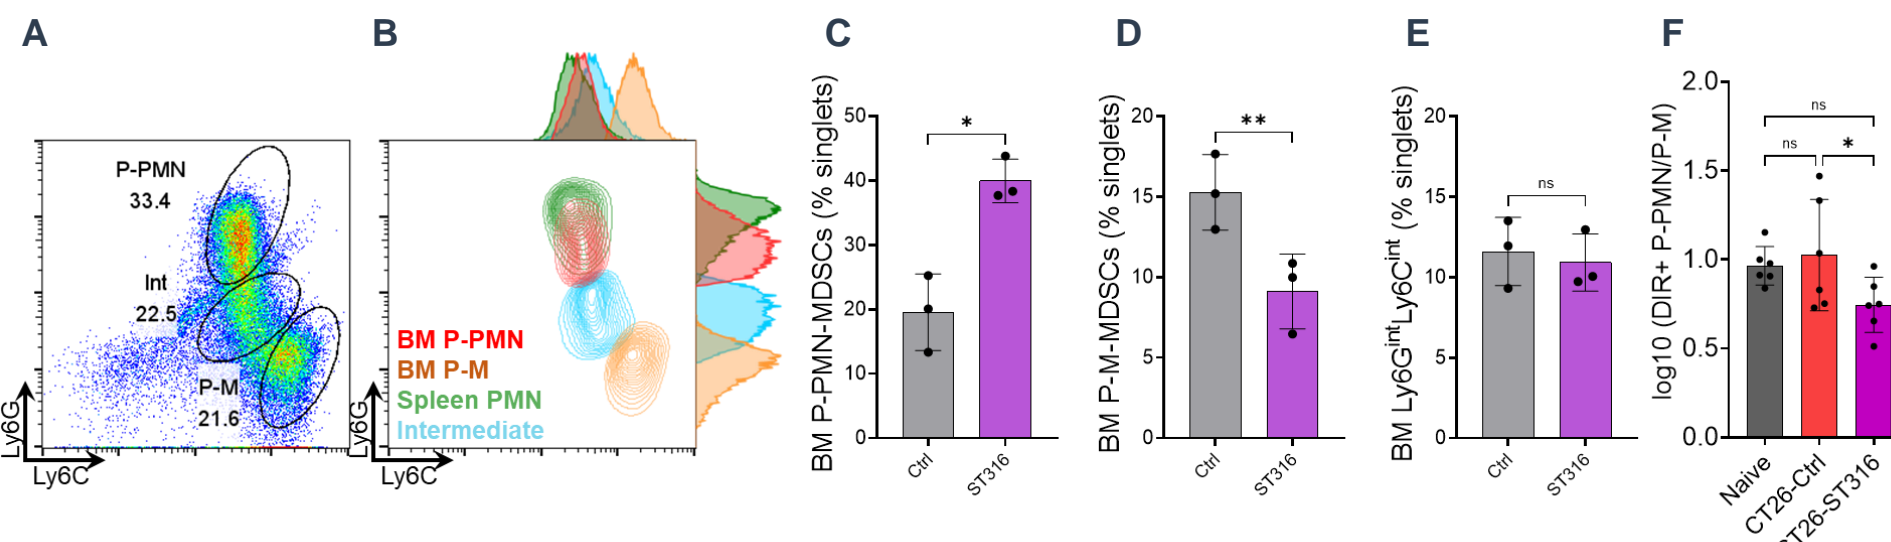 A
B
C
D
E
F
P-PMN
33.4
Int
22.5
P-M
21.6
Ly6G
Ly6C
BM P-PMN
BM P-M
Spleen PMN
Intermediate
Ly6G
Ly6C
BM P-PMN-MDSCs (% singlets)
50
40
30
20
10
0
*
Ctrl
ST316
BM P-M-MDSCs (% singlets)
20
15
10
5
0
**
Ctrl
ST316
BM Ly6GintLy6Cint (% singlets)
20
15
10
5
0
ns
Ctrl
ST316
log10 (DIR+ P-PMN/P-M)
2.0
1.5
1.0
0.5
0.0
ns
ns
*
Naive
CT26-Ctrl
CT26-ST316